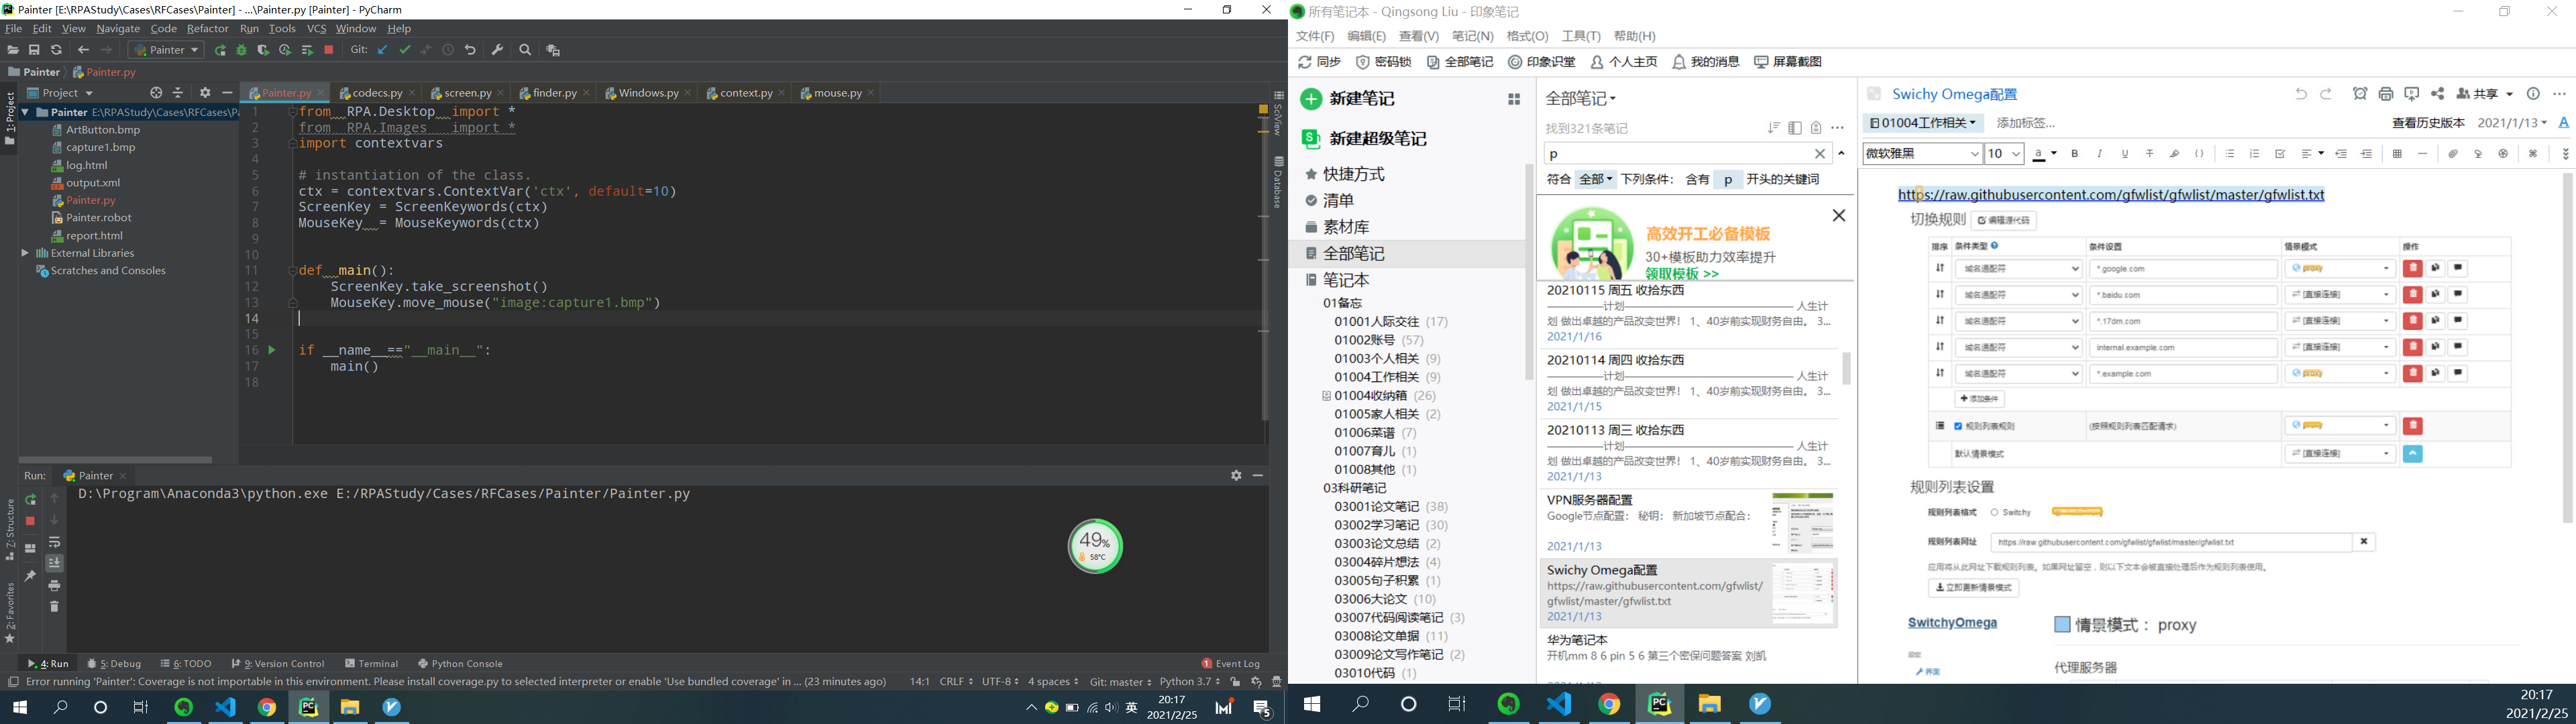 Painter [E:\RPAStudy\Cases\RFCases\Painter] - ...\Painter.py [Painter] - PyCharm
File Edit View Navigate Code Refactor Run Tools VCS Window Help
Painter Git:
Painter Painter.py
Project
Painter.py codecs.py screen.py finder.py Windows.py context.py mouse.py
1: Project
Painter E:\RPAStudy\Cases\RFCases\Pa
ArtButton.bmp
capture1.bmp
log.html
output.xml
Painter.py
Painter.robot
report.html
External Libraries
Scratches and Consoles
1 from RPA.Desktop import *
2 from RPA.Images import *
3 import contextvars
4
5 # instantiation of the class.
6 ctx = contextvars.ContextVar('ctx', default=10)
7 ScreenKey = ScreenKeywords(ctx)
8 MouseKey = MouseKeywords(ctx)
9
10
11 def main():
12 ScreenKey.take_screenshot()
13 MouseKey.move_mouse("image:capture1.bmp")
14
15
16 if __name__=="__main__":
17 main()
18
SciView
Database
Run: Painter
D:\Program\Anaconda3\python.exe E:/RPAStudy/Cases/RFCases/Painter/Painter.py
49%
58°C
Z: Structure
2: Favorites
4: Run 5: Debug 6: TODO 9: Version Control Terminal Python Console 1 Event Log
Error running 'Painter': Coverage is not importable in this environment. Please install coverage.py to selected interpreter or enable 'Use bundled coverage' in ... (23 minutes ago) 14:1 CRLF UTF-8 4 spaces Git: master Python 3.7
英 20:17
2021/2/25 5
所有笔记本 - Qingsong Liu - 印象笔记
文件(F) 编辑(E) 查看(V) 笔记(N) 格式(O) 工具(T) 帮助(H)
同步 密码锁 全部笔记 印象识堂 个人主页 我的消息 屏幕截图
新建笔记
新建超级笔记
快捷方式
清单
素材库
全部笔记
笔记本
01备忘
01001人际交往 (17)
01002账号 (57)
01003个人相关 (9)
01004工作相关 (9)
01004收纳箱 (26)
01005家人相关 (2)
01006菜谱 (7)
01007育儿 (1)
01008其他 (1)
03科研笔记
03001论文笔记 (38)
03002学习笔记 (30)
03003论文总结 (2)
03004碎片想法 (4)
03005句子积累 (1)
03006大论文 (10)
03007代码阅读笔记 (3)
03008论文单据 (11)
03009论文写作笔记 (2)
03010代码 (1)
全部笔记
找到321条笔记
p
符合 全部 下列条件： 含有 p 开头的关键词
高效开工必备模板
30+模板助力效率提升
领取模板 >>
20210115 周五 收拾东西
—————计划——————————————— 人生计
划 做出卓越的产品改变世界！ 1、40岁前实现财务自由。 3...
2021/1/16
20210114 周四 收拾东西
—————计划——————————————— 人生计
划 做出卓越的产品改变世界！ 1、40岁前实现财务自由。 3...
2021/1/15
20210113 周三 收拾东西
—————计划——————————————— 人生计
划 做出卓越的产品改变世界！ 1、40岁前实现财务自由。 3...
2021/1/13
VPN服务器配置
Google节点配置： 秘钥： 新加坡节点配合：
2021/1/13
Swichy Omega配置
https://raw.githubusercontent.com/gfwlist/
gfwlist/master/gfwlist.txt
2021/1/13
华为笔记本
开机mm 8 6 pin 5 6 第三个密保问题答案 刘凯
Swichy Omega配置 共享
01004工作相关 添加标签... 查看历史版本 2021/1/13
微软雅黑 10
https://raw.githubusercontent.com/gfwlist/gfwlist/master/gfwlist.txt
切换规则 编辑源代码
排序 条件类型 条件设置 情景模式 操作
域名通配符 *.google.com proxy
域名通配符 *.baidu.com [直接连接]
域名通配符 *.17dm.com [直接连接]
域名通配符 internal.example.com [直接连接]
域名通配符 *.example.com proxy
添加条件
规则列表规则 (按照规则列表匹配请求) proxy
默认情景模式 [直接连接]
规则列表设置
规则列表格式 Switchy
规则列表网址 https://raw.githubusercontent.com/gfwlist/gfwlist/master/gfwlist.txt
应用将从此网址下载规则列表。如果网址留空，则以下文本会被直接处理后作为规则列表使用。
立即更新情景模式
SwitchyOmega 情景模式： proxy
设定
界面 代理服务器
20:17
2021/2/25